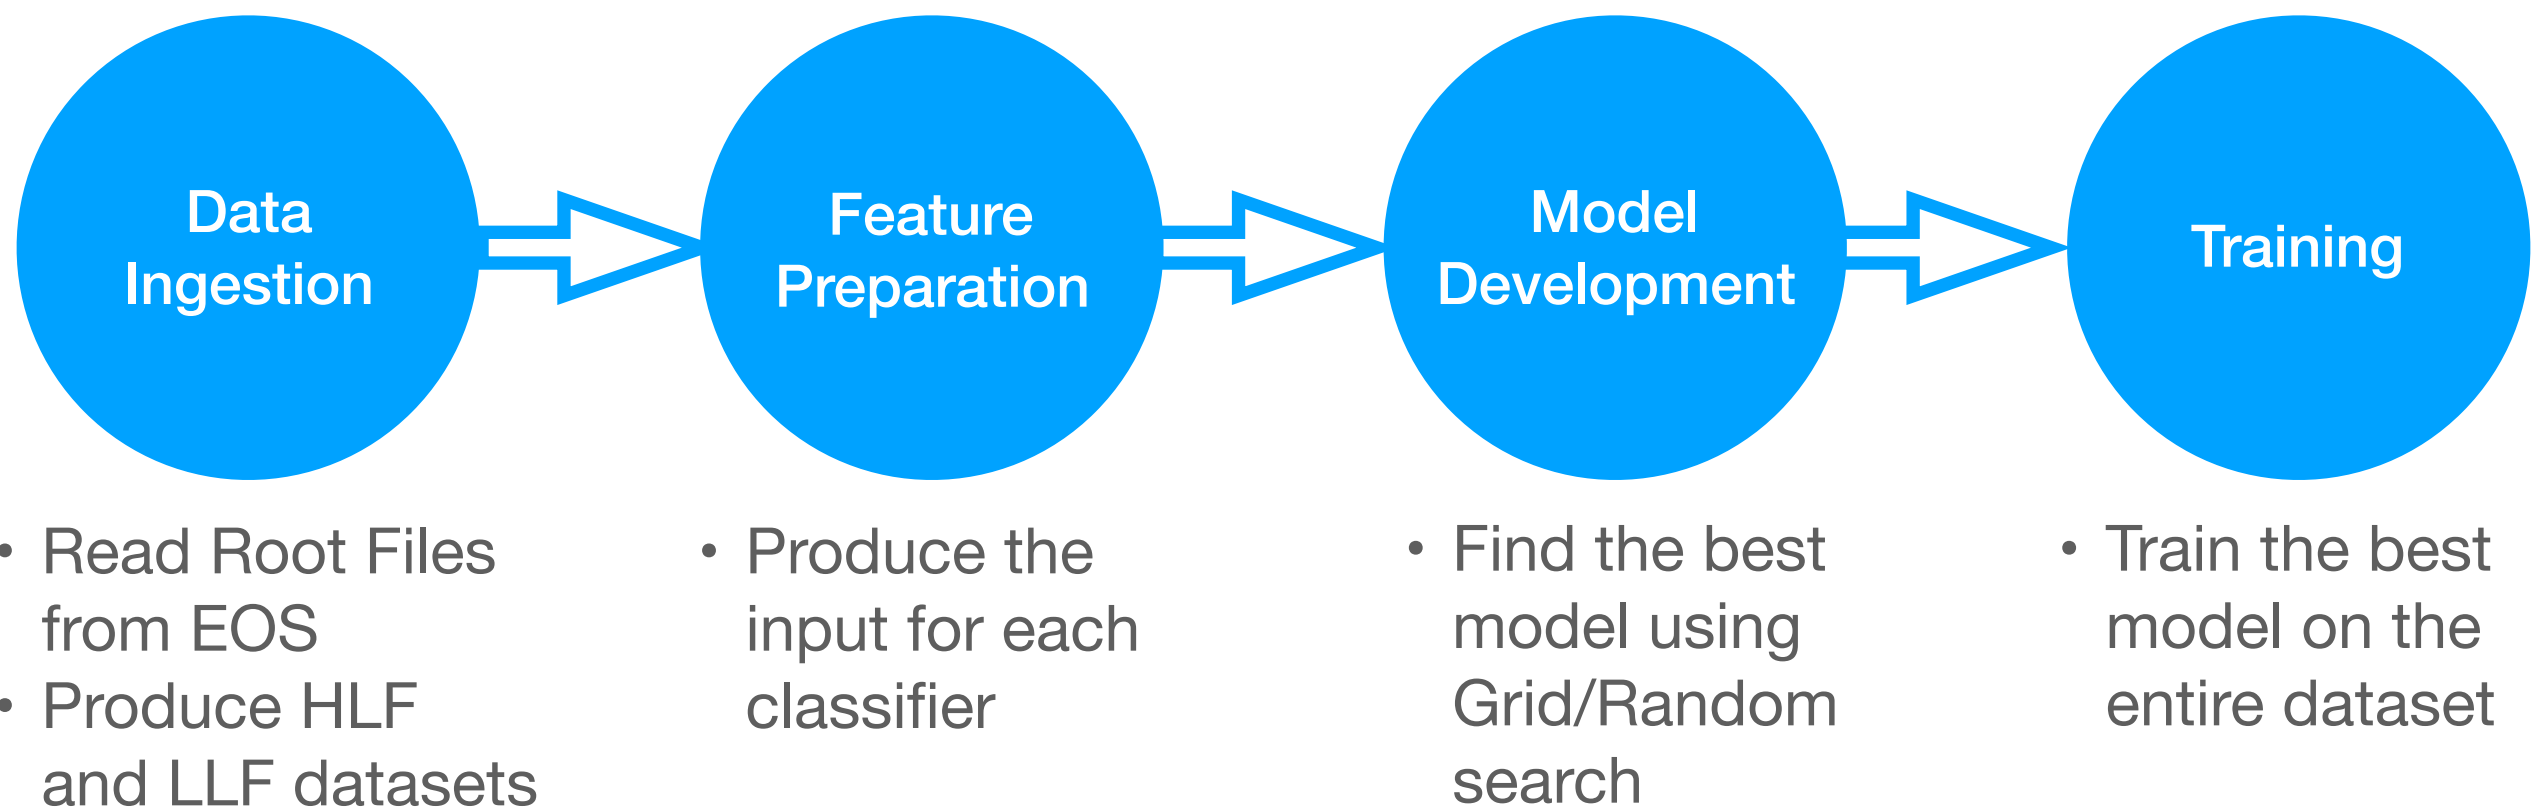 Data
Ingestion
Feature
Preparation
Model
Development
Training
• Read Root Files
from EOS
• Produce HLF
and LLF datasets
• Produce the
input for each
classifier
• Find the best
model using
Grid/Random
search
• Train the best
model on the
entire dataset